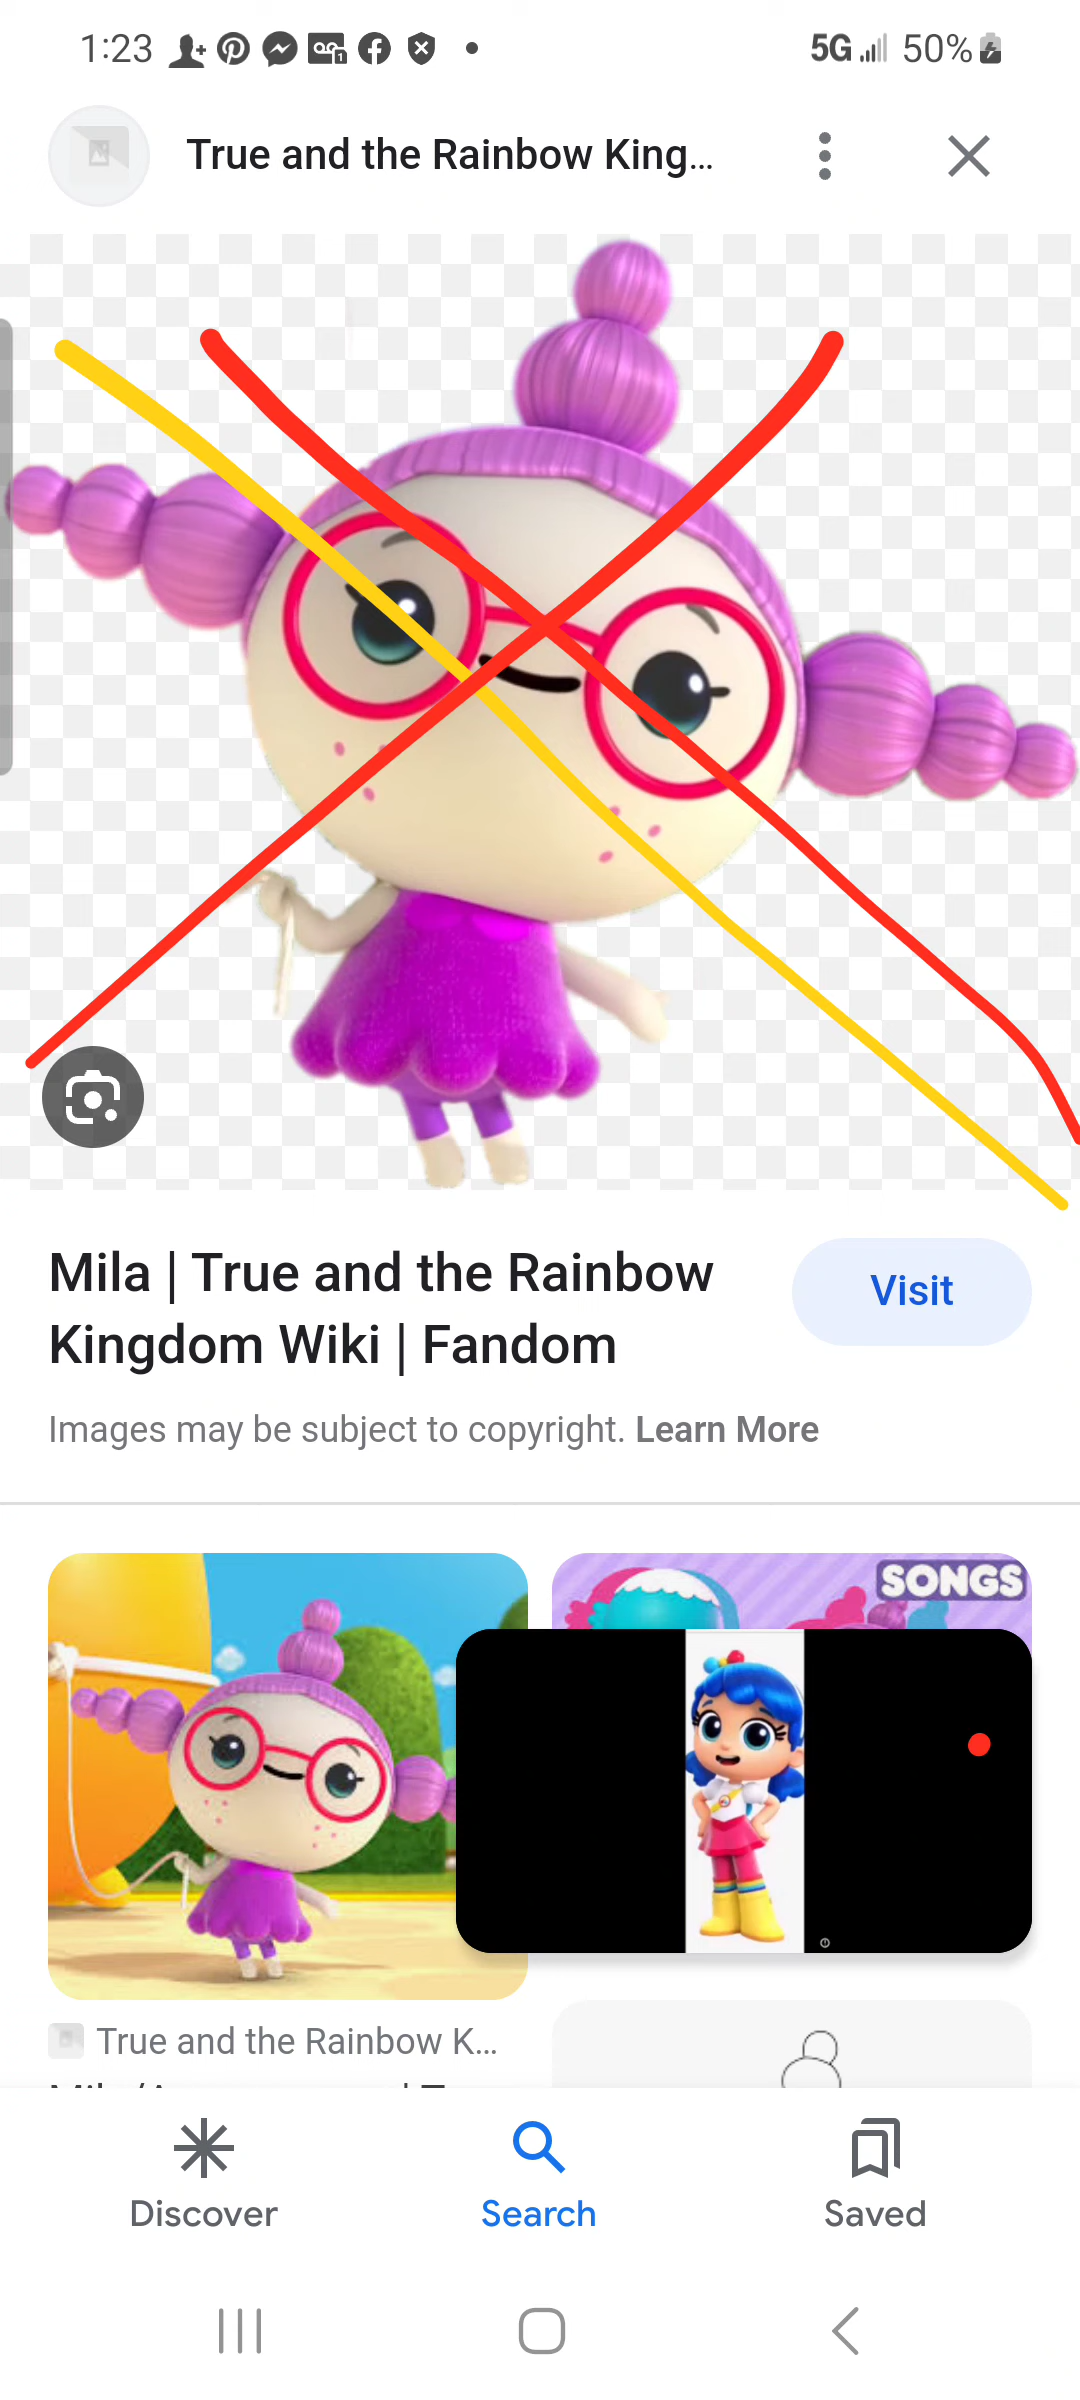 1:23
5G 50%
True and the Rainbow King...
Mila | True and the Rainbow
Kingdom Wiki | Fandom
Visit
Images may be subject to copyright. Learn More
SONGS
True and the Rainbow K...
Discover
Search
Saved